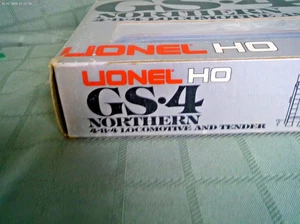 LIONEL HO
LIONEL HO
GS•4
NORTHERN
4-8-4 LOCOMOTIVE AND TENDER